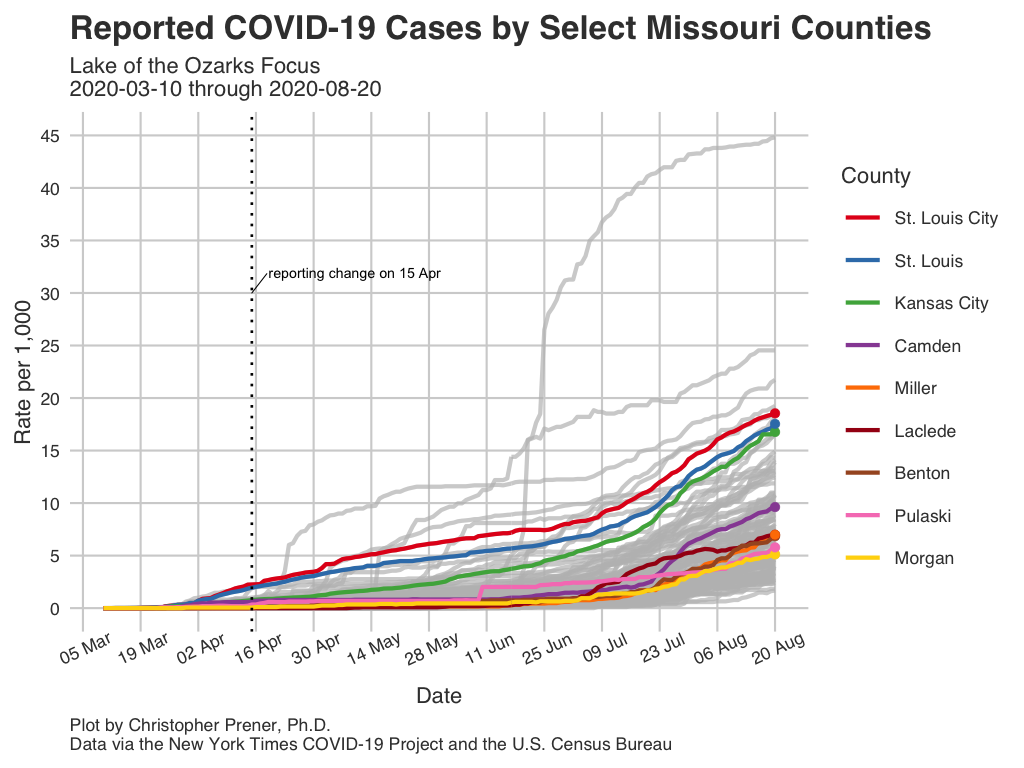 Reported COVID-19 Cases by Select Missouri Counties
Lake of the Ozarks Focus
2020-03-10 through 2020-08-20
Rate per 1,000
45
40
35
30
25
20
15
10
5
0
reporting change on 15 Apr
05 Mar
19 Mar
02 Apr
16 Apr
30 Apr
14 May
28 May
11 Jun
25 Jun
09 Jul
23 Jul
06 Aug
20 Aug
Date
County
St. Louis City
St. Louis
Kansas City
Camden
Miller
Laclede
Benton
Pulaski
Morgan
Plot by Christopher Prener, Ph.D.
Data via the New York Times COVID-19 Project and the U.S. Census Bureau